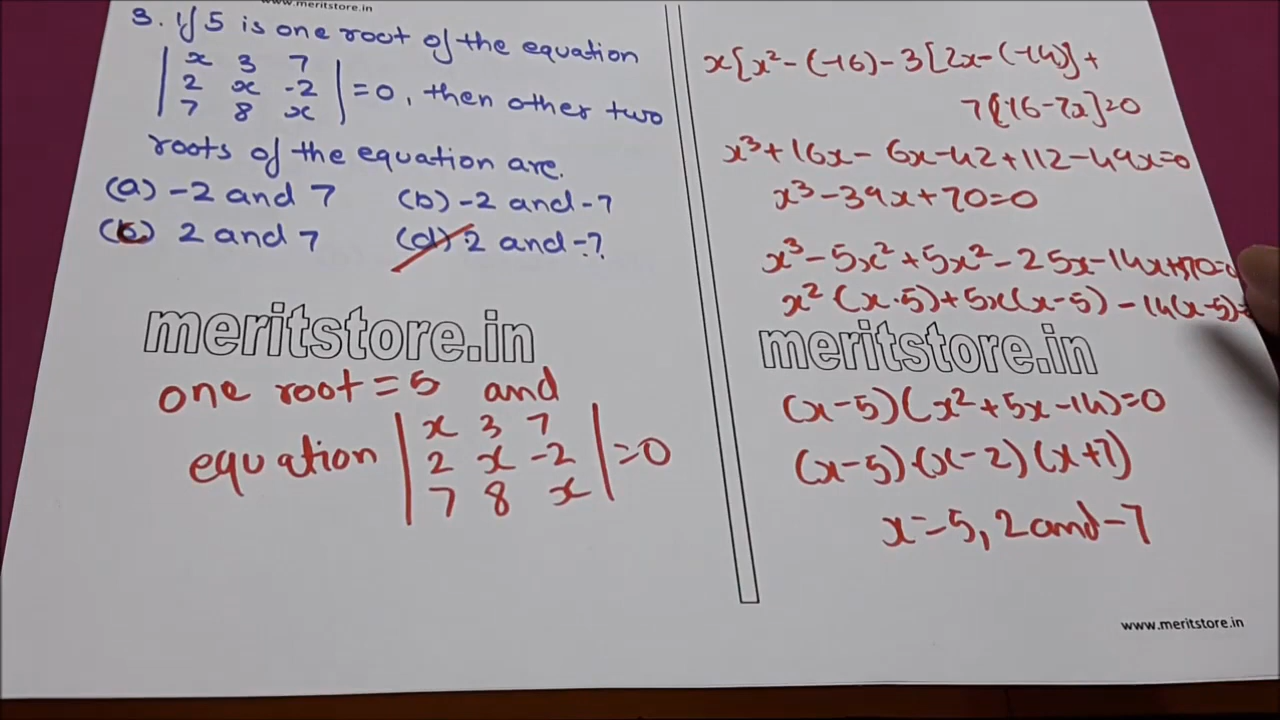 www.meritstore.in
3. If 5 is one root of the equation
| x 3 7 |
| 2 x -2 | =0, then other two
| 7 8 x |
roots of the equation are.
(a) -2 and 7 (b) -2 and -7
(c) 2 and 7 (d) 2 and -7
meritstore.in
one root = 5 and
equation | x 3 7 |
| 2 x -2 | =0
| 7 8 x |
x[x²-(-16)-3[2x-(-14)]+
7[16-7x]=0
x³+16x-6x-42+112-49x=0
x³-39x+70=0
x³-5x²+5x²-25x-14x+70=0
x²(x-5)+5x(x-5)-14(x-5)=
meritstore.in
(x-5)(x²+5x-14)=0
(x-5)(x-2)(x+7)
x=5, 2 and -7
www.meritstore.in